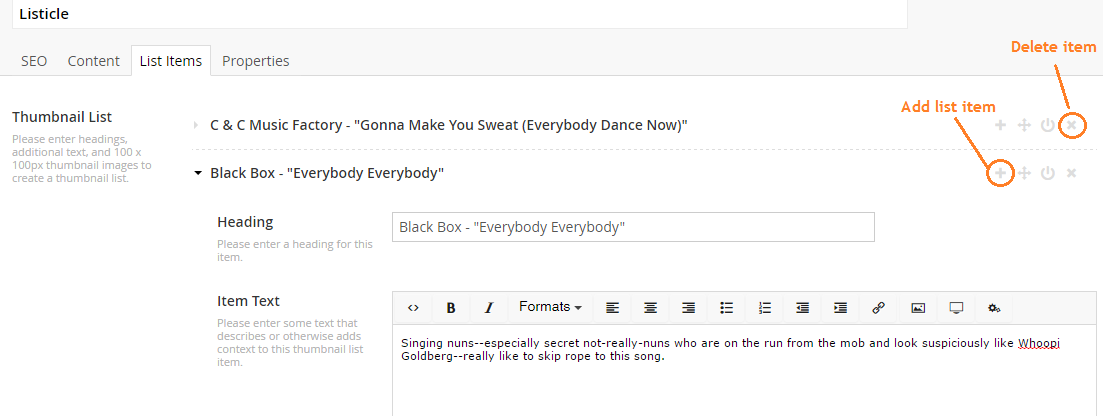 Listicle
Delete item
SEO Content List Items Properties
Add list item
Thumbnail List
Please enter headings,
additional text, and 100 x
100px thumbnail images to
create a thumbnail list.
C & C Music Factory - "Gonna Make You Sweat (Everybody Dance Now)"
Black Box - "Everybody Everybody"
Heading
Please enter a heading for this
item.
Black Box - "Everybody Everybody"
Item Text
Please enter some text that
describes or otherwise adds
context to this thumbnail list
item.
<> B I Formats
Singing nuns--especially secret not-really-nuns who are on the run from the mob and look suspiciously like Whoopi
Goldberg--really like to skip rope to this song.